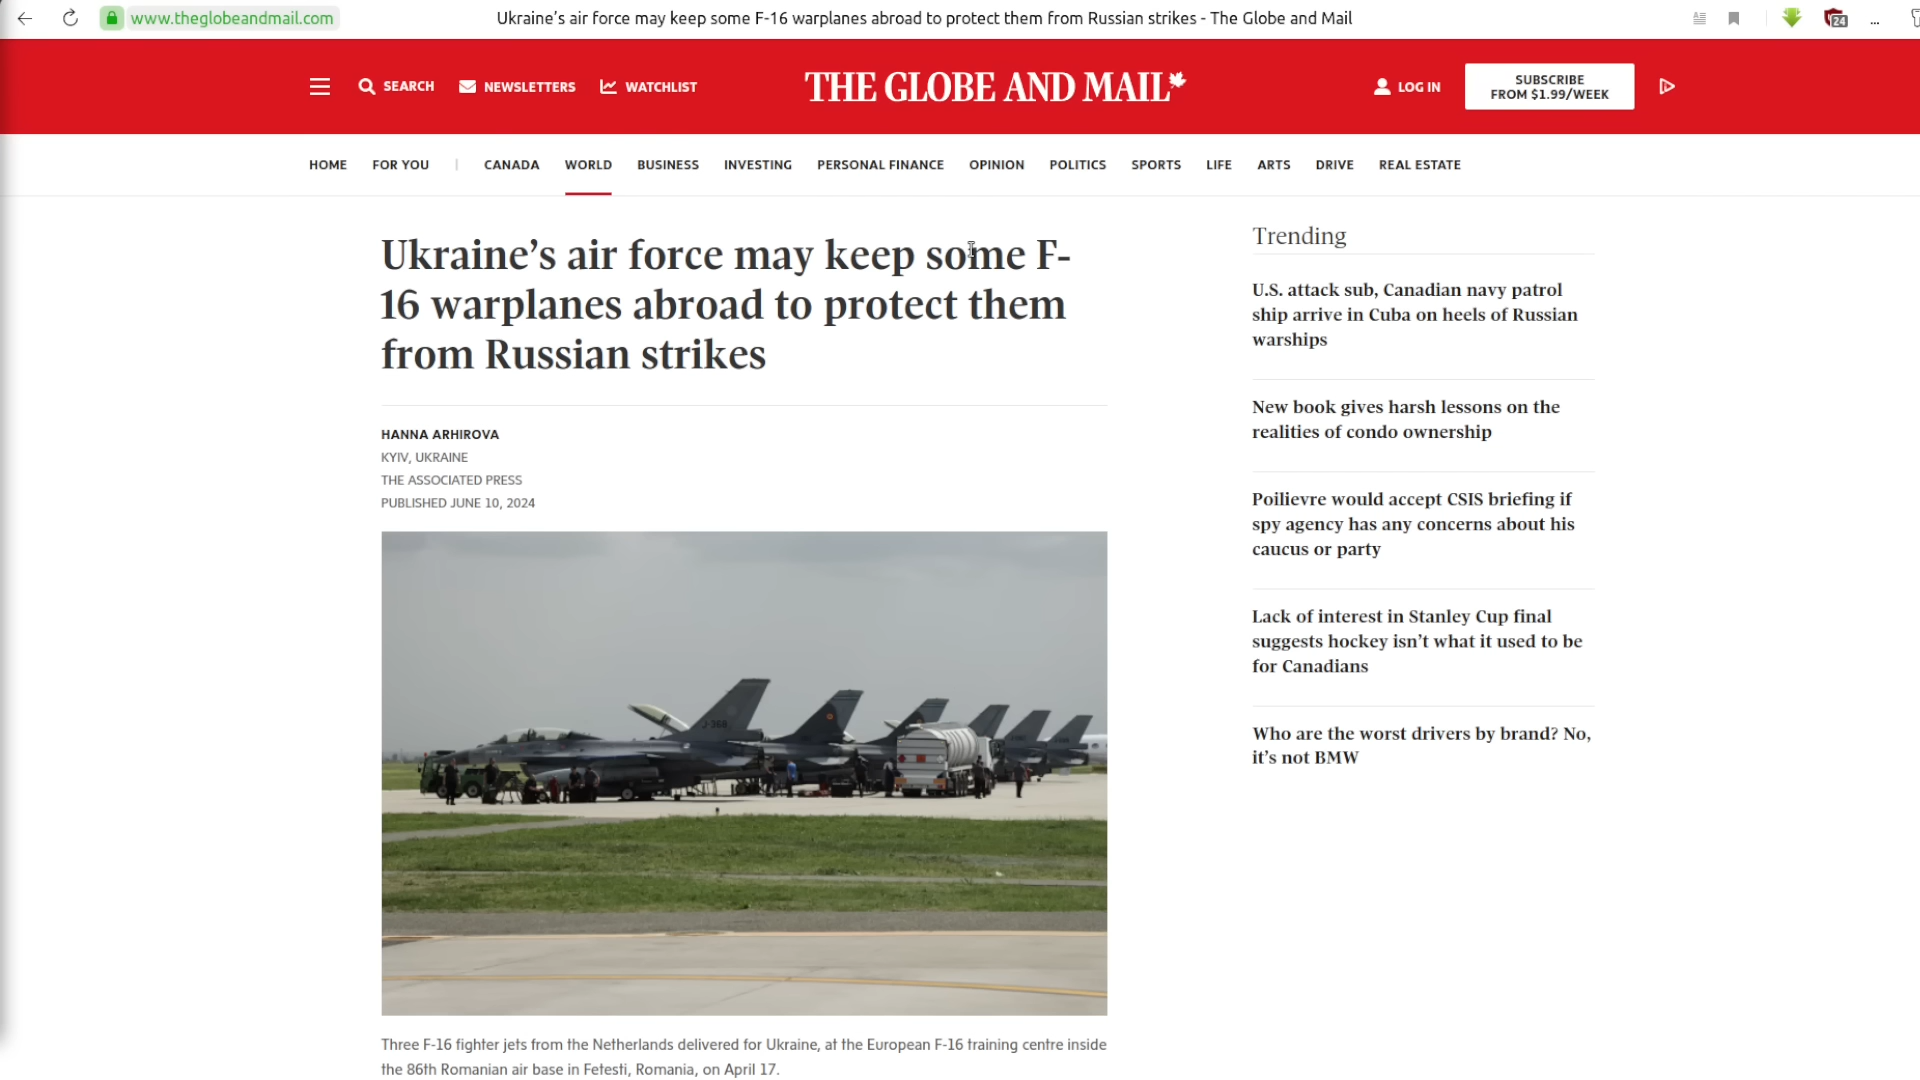 www.theglobeandmail.com
Ukraine’s air force may keep some F-16 warplanes abroad to protect them from Russian strikes - The Globe and Mail
24
...
SEARCH
NEWSLETTERS
WATCHLIST
THE GLOBE AND MAIL
LOG IN
SUBSCRIBE
FROM $1.99/WEEK
HOME
FOR YOU
|
CANADA
WORLD
BUSINESS
INVESTING
PERSONAL FINANCE
OPINION
POLITICS
SPORTS
LIFE
ARTS
DRIVE
REAL ESTATE
Ukraine’s air force may keep some F-
16 warplanes abroad to protect them
from Russian strikes
HANNA ARHIROVA
KYIV, UKRAINE
THE ASSOCIATED PRESS
PUBLISHED JUNE 10, 2024
J-368
Three F-16 fighter jets from the Netherlands delivered for Ukraine, at the European F-16 training centre inside
the 86th Romanian air base in Fetesti, Romania, on April 17.
Trending
U.S. attack sub, Canadian navy patrol
ship arrive in Cuba on heels of Russian
warships
New book gives harsh lessons on the
realities of condo ownership
Poilievre would accept CSIS briefing if
spy agency has any concerns about his
caucus or party
Lack of interest in Stanley Cup final
suggests hockey isn’t what it used to be
for Canadians
Who are the worst drivers by brand? No,
it’s not BMW